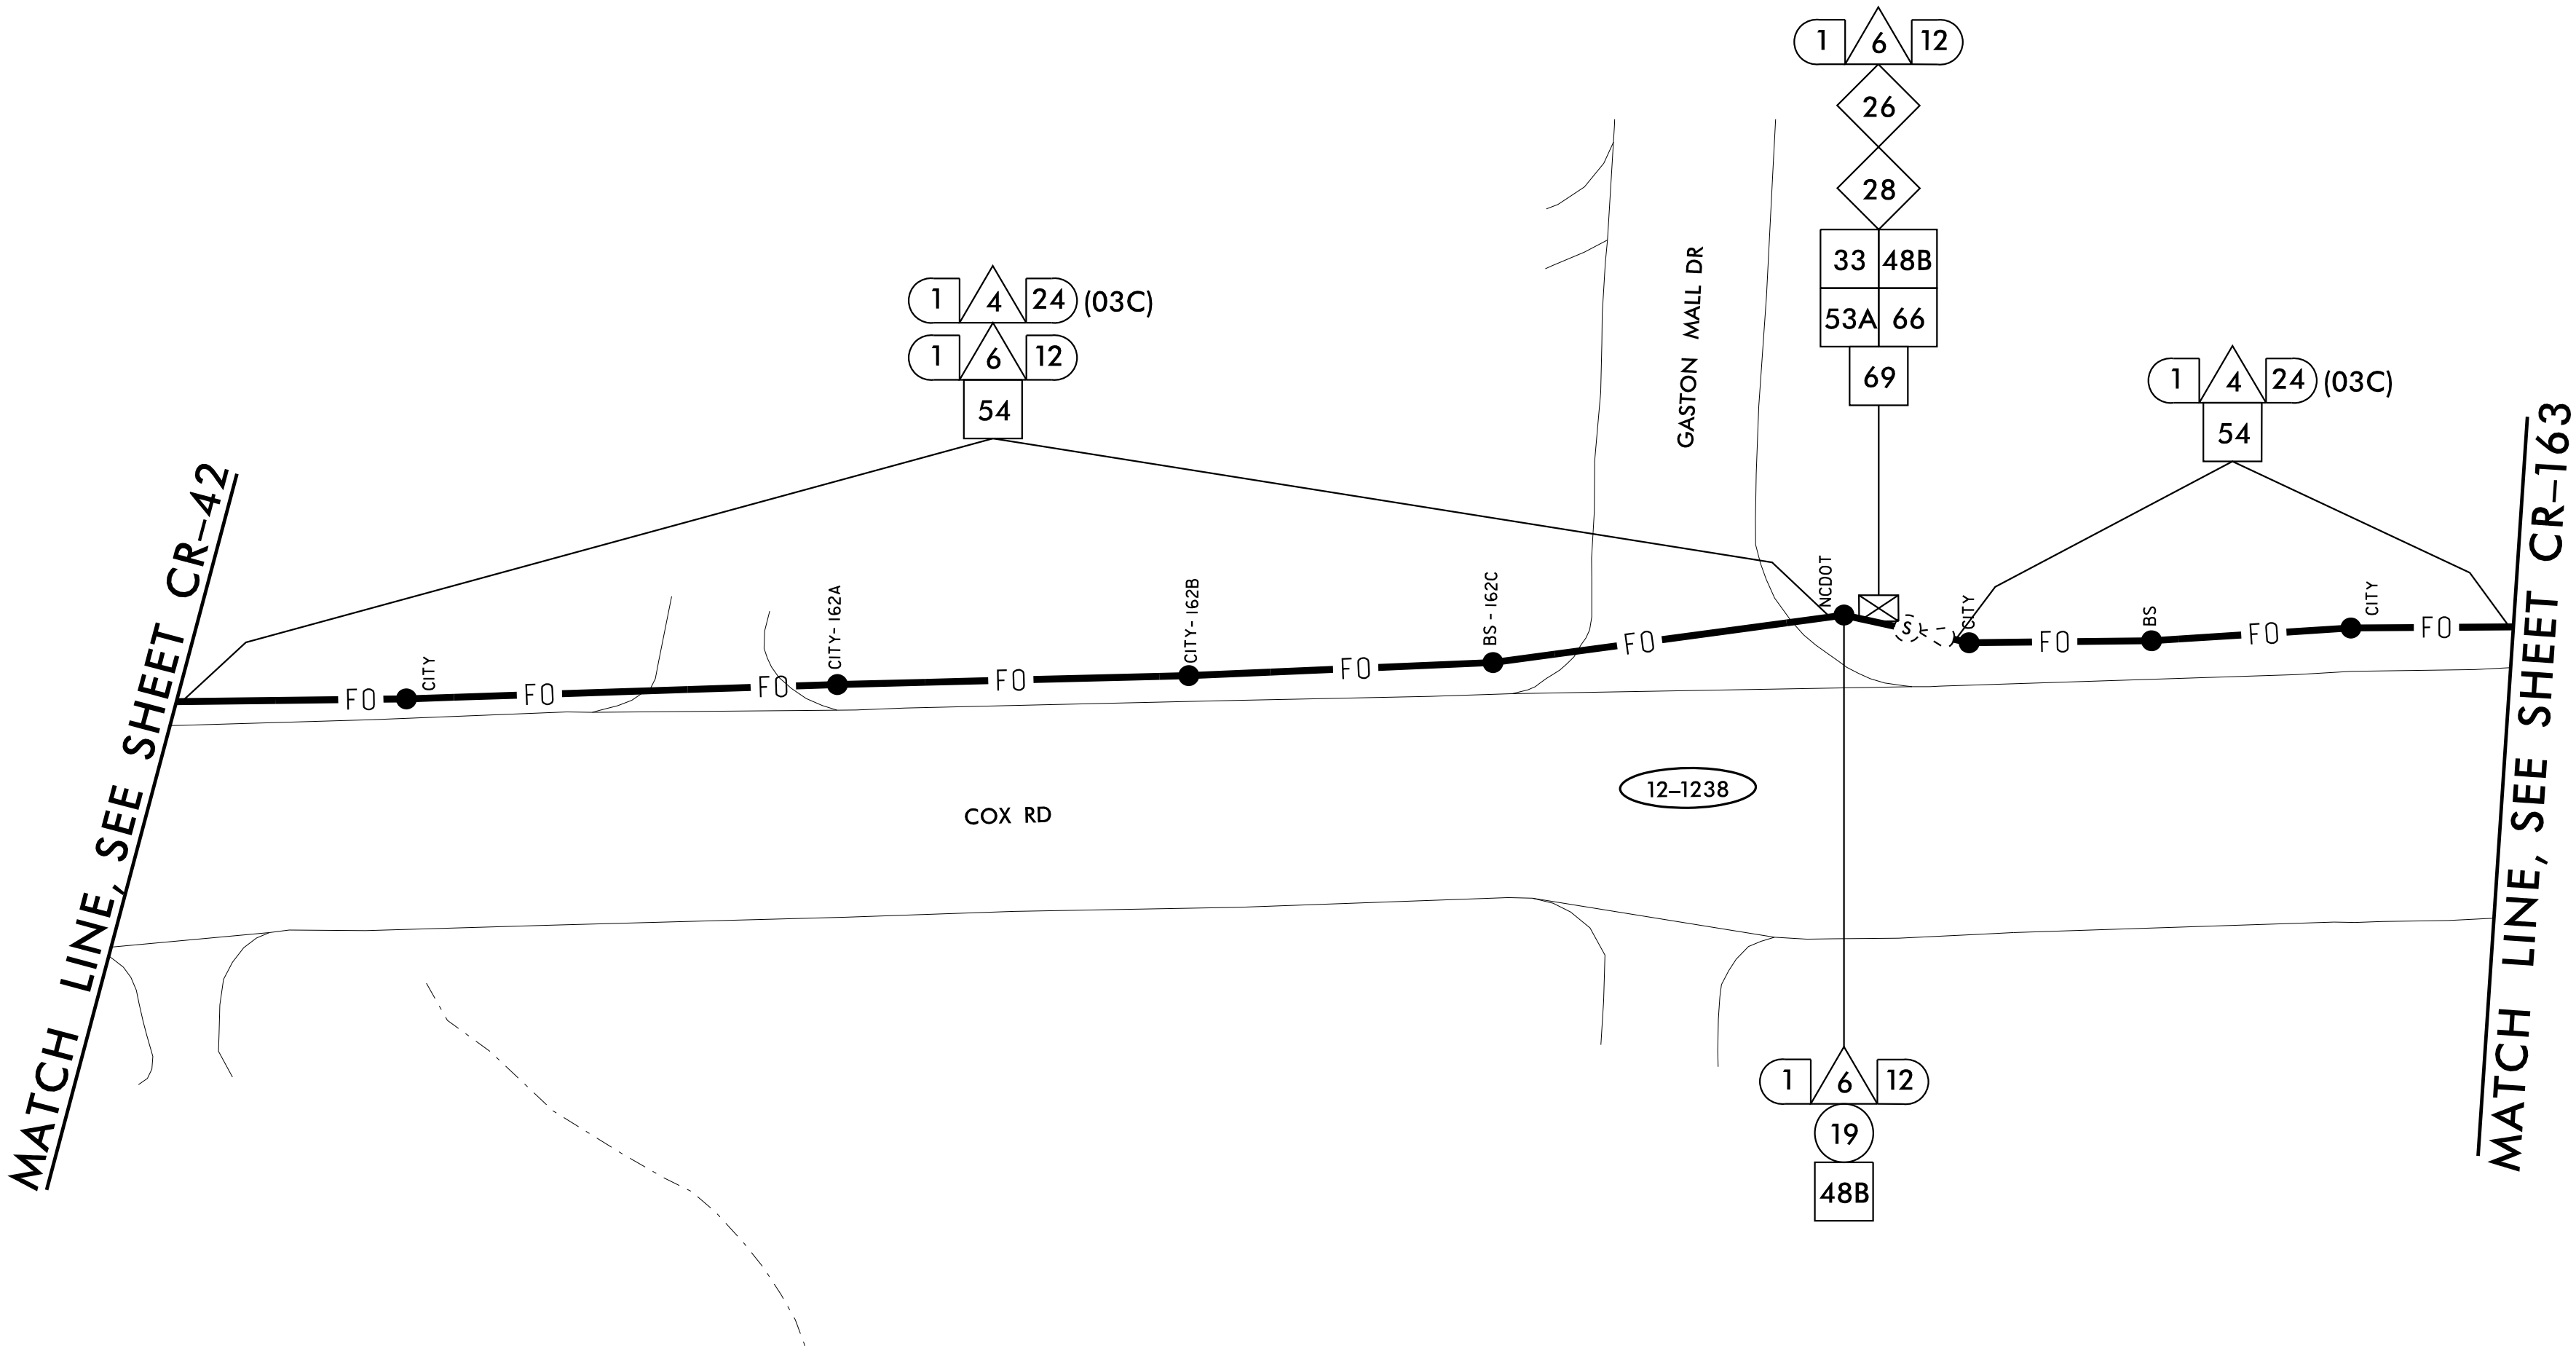 1 6 12
26
28
33 48B
53A 66
69
1 4 24 (03C)
1 6 12
54
GASTON MALL DR
1 4 24 (03C)
54
MATCH LINE, SEE SHEET CR-42
MATCH LINE, SEE SHEET CR-163
FO
CITY
FO
FO
CITY-162A
FO
CITY-162B
FO
BS-162C
FO
NCDOT
S
CITY
FO
BS
FO
CITY
FO
12-1238
COX RD
1 6 12
19
48B